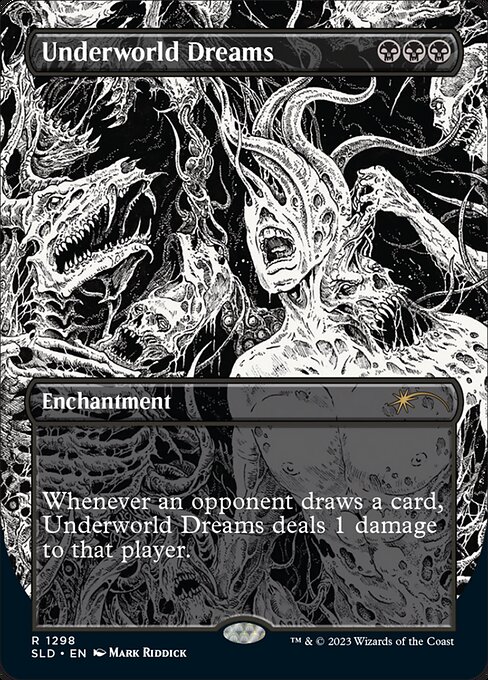 Underworld Dreams
Enchantment
Whenever an opponent draws a card,
Underworld Dreams deals 1 damage
to that player.
R 1298
SLD • EN MARK RIDDICK
™ & © 2023 Wizards of the Coast